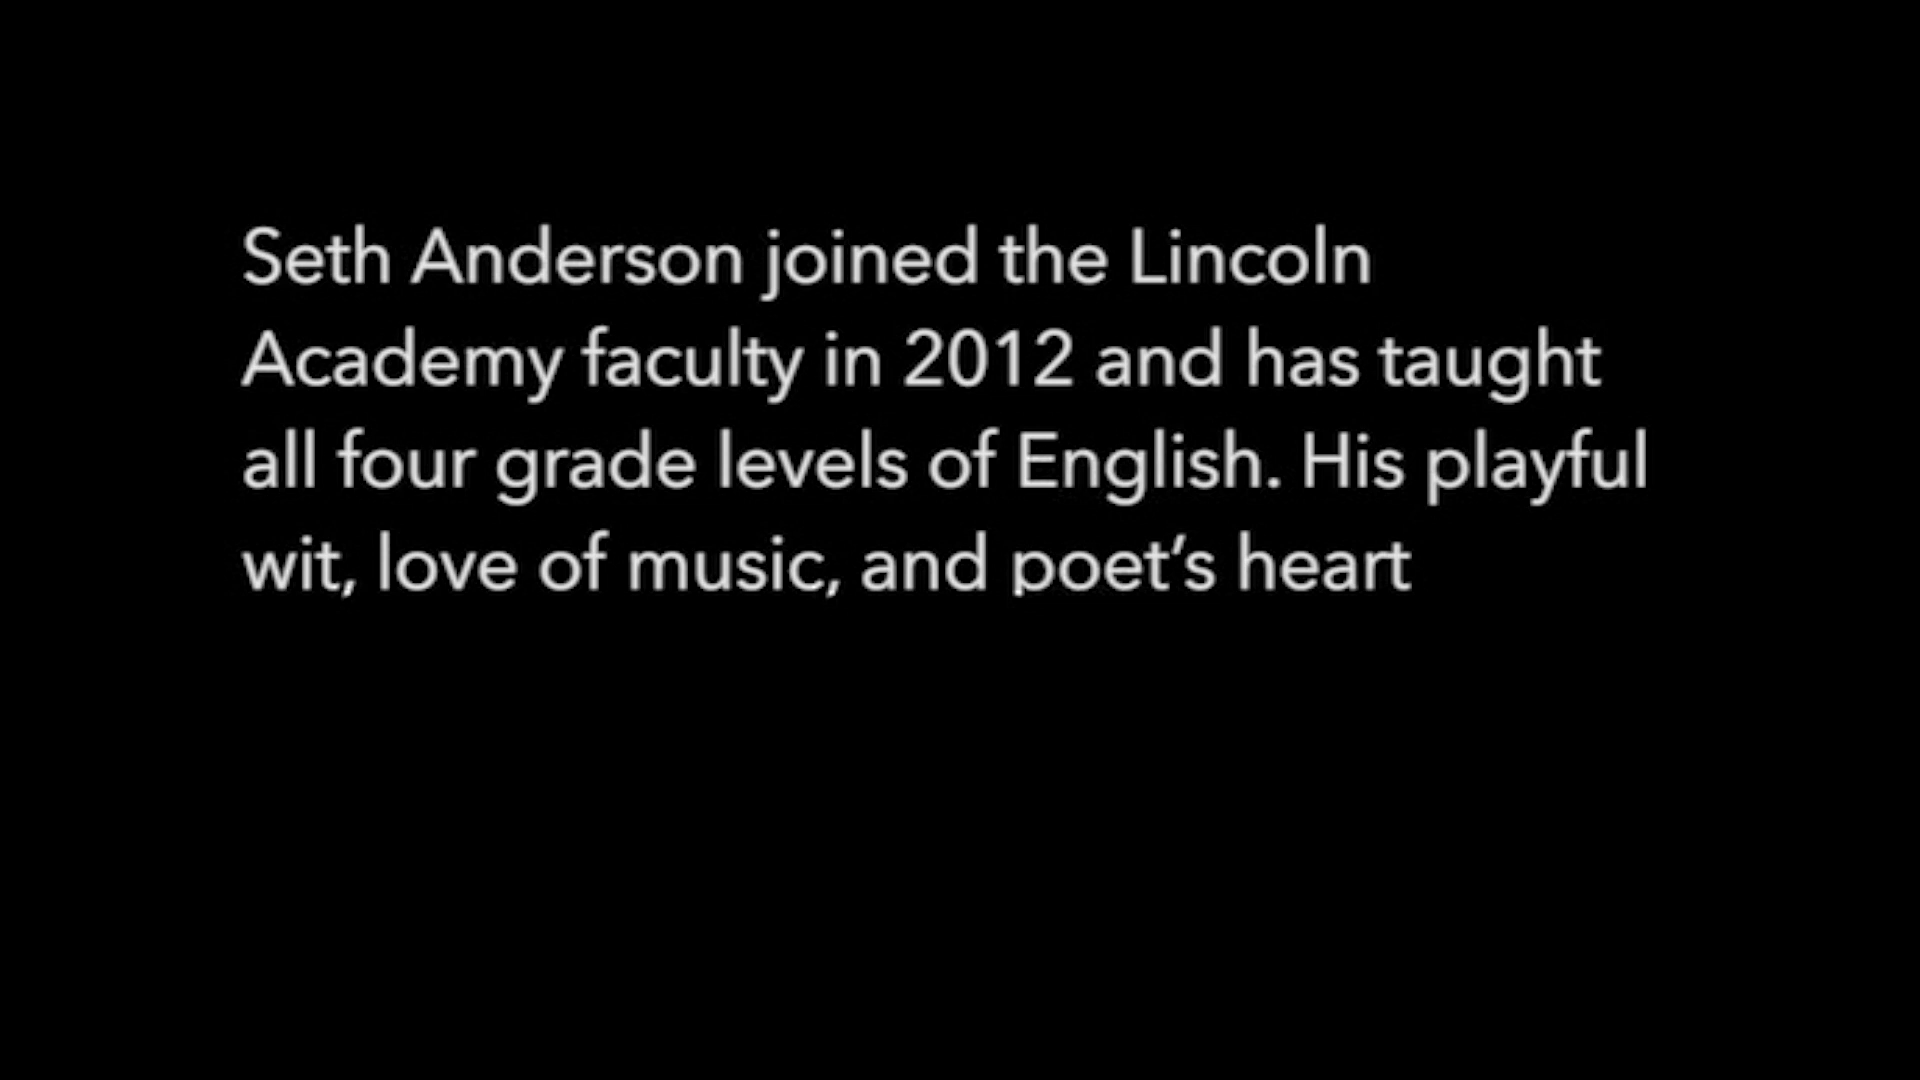 Seth Anderson joined the Lincoln
Academy faculty in 2012 and has taught
all four grade levels of English. His playful
wit, love of music, and poet’s heart